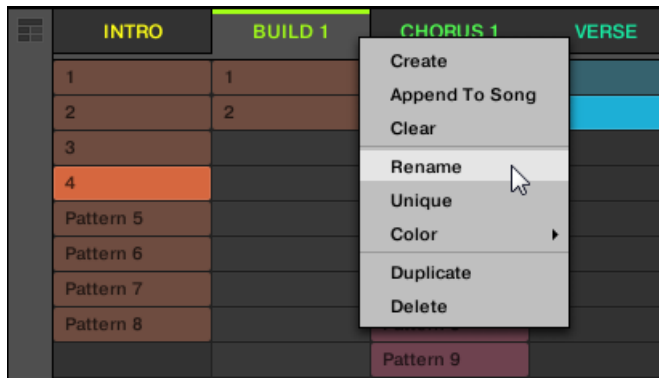 INTRO BUILD 1 CHORUS 1 VERSE
1 1 Create
2 2 Append To Song
3 Clear
4 Rename
Pattern 5 Unique
Pattern 6 Color
Pattern 7 Duplicate
Pattern 8 Delete
Pattern 9